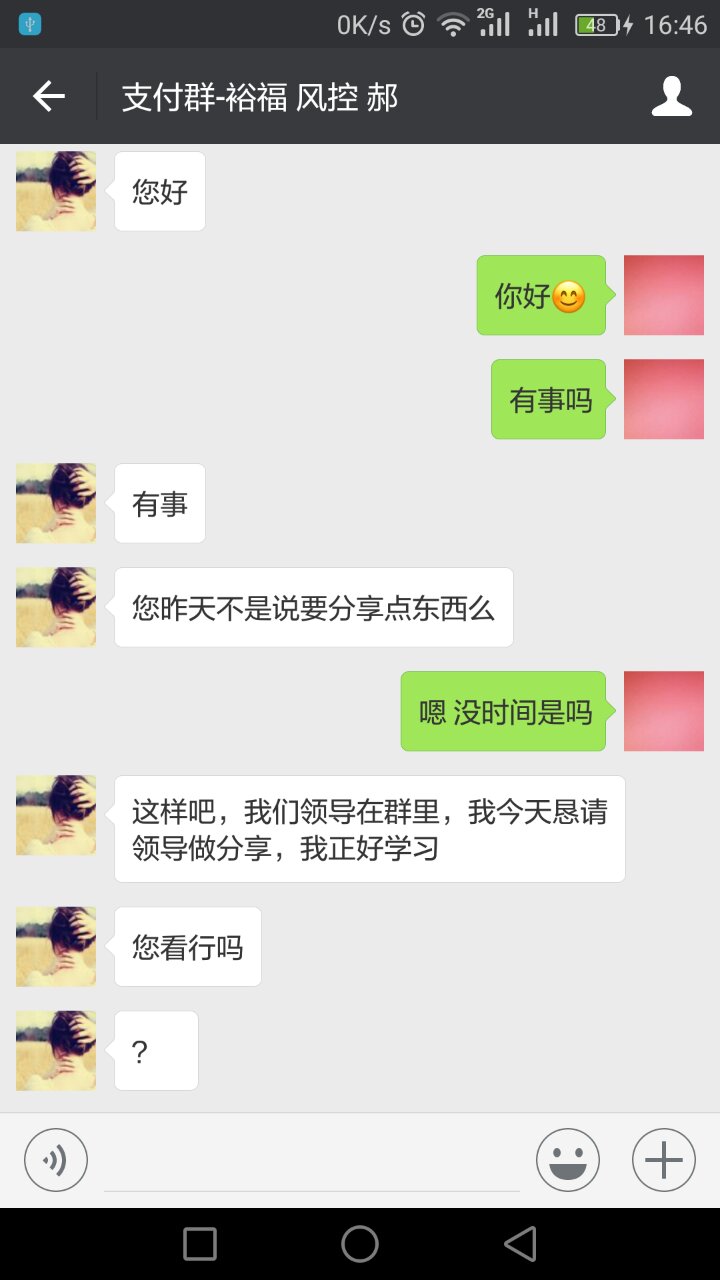 0K/s 2G H 48 16:46
支付群-裕福 风控 郝
您好
你好😊
有事吗
有事
您昨天不是说要分享点东西么
嗯 没时间是吗
这样吧，我们领导在群里，我今天恳请
领导做分享，我正好学习
您看行吗
?